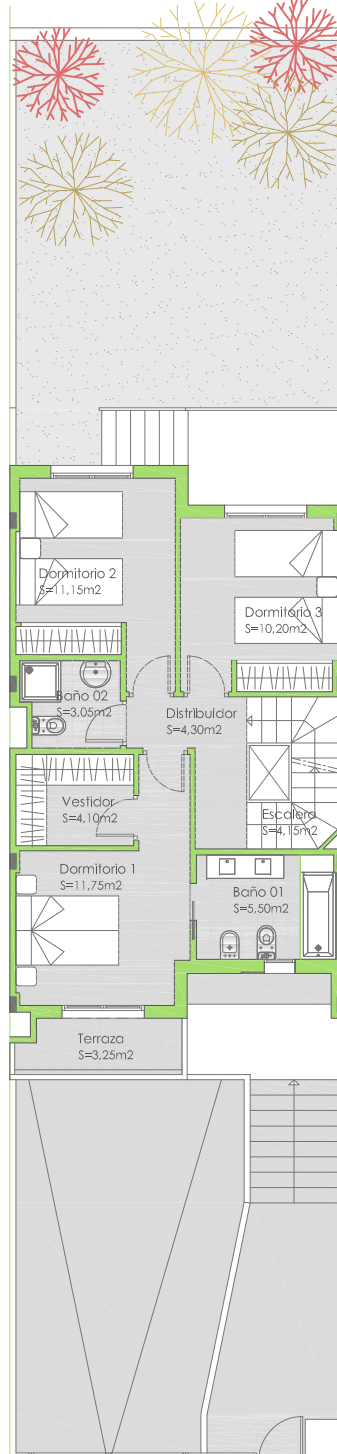 Dormitorio 2
S=11,15m2
Dormitorio 3
S=10,20m2
Baño 02
S=3,05m2
Distribuidor
S=4,30m2
Vestidor
S=4,10m2
Escalera
S=4,15m2
Dormitorio 1
S=11,75m2
Baño 01
S=5,50m2
Terraza
S=3,25m2